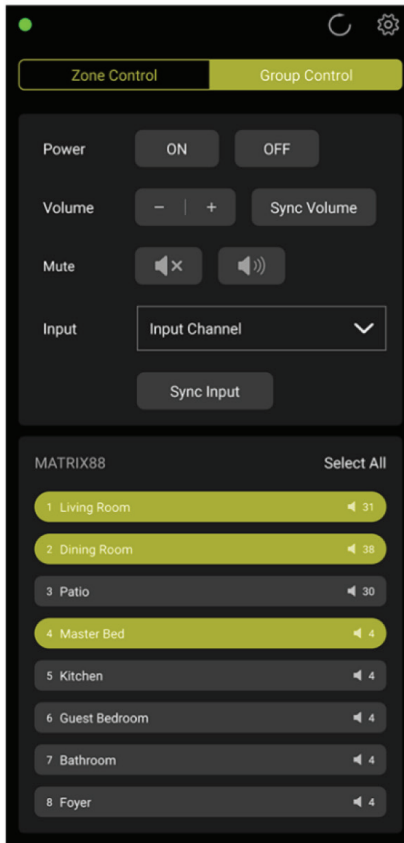 Zone Control Group Control
Power ON OFF
Volume − | + Sync Volume
Mute
Input Input Channel
Sync Input
MATRIX88 Select All
1 Living Room 31
2 Dining Room 38
3 Patio 30
4 Master Bed 4
5 Kitchen 4
6 Guest Bedroom 4
7 Bathroom 4
8 Foyer 4